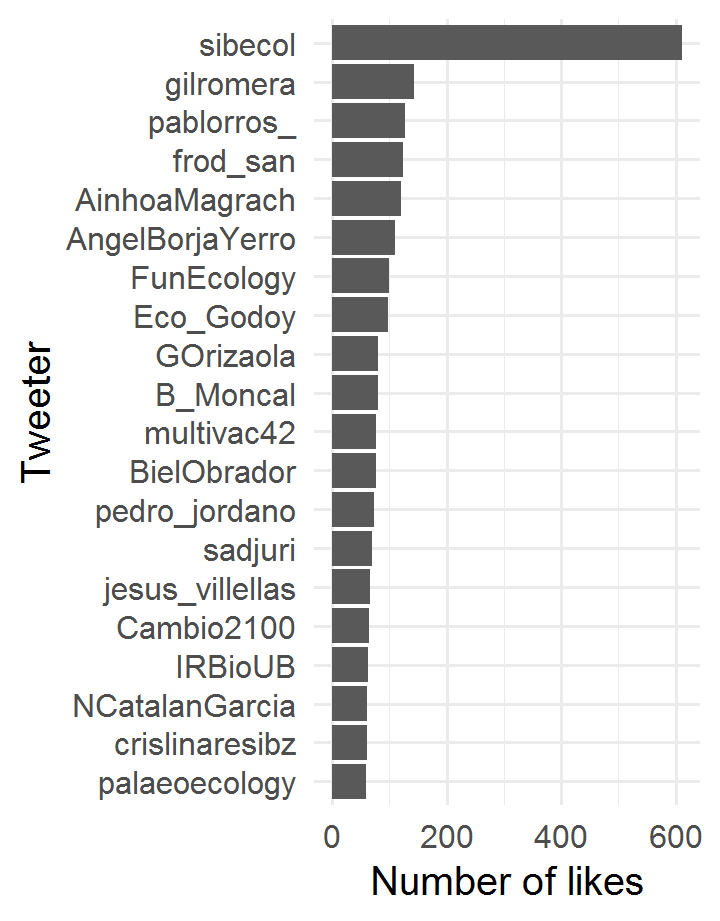 sibecol
gilromera
pablorros_
frod_san
AinhoaMagrach
AngelBorjaYerro
FunEcology
Eco_Godoy
GOrizaola
B_Moncal
multivac42
BielObrador
pedro_jordano
sadjuri
jesus_villellas
Cambio2100
IRBioUB
NCatalanGarcia
crislinaresibz
palaeoecology
Tweeter
0 200 400 600
Number of likes